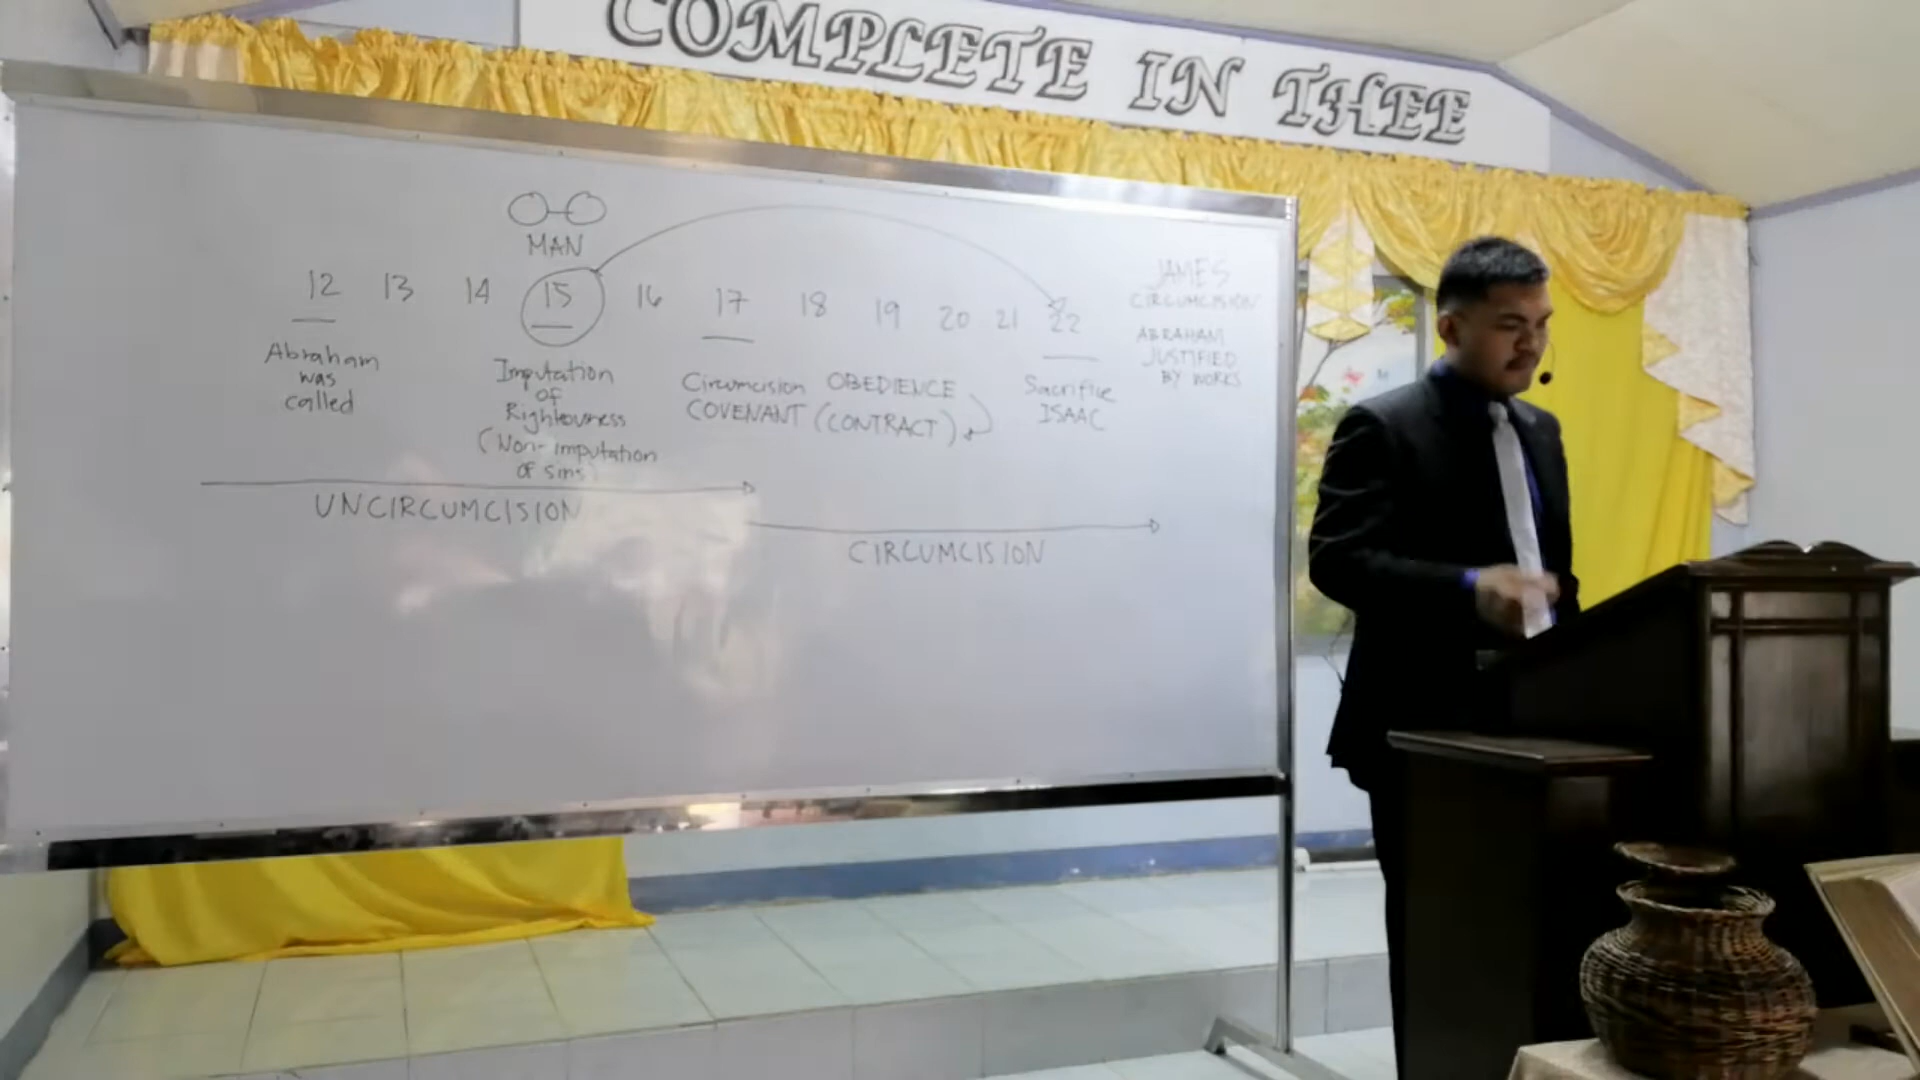 COMPLETE IN THEE
MAN
12 13 14 15 16 17 18 19 20 21 22
Abraham
was
called
Imputation
of
Righteousness
(Non-imputation
of sins)
Circumcision OBEDIENCE
COVENANT (CONTRACT)
Sacrifice
ISAAC
JAMES
CIRCUMCISION
ABRAHAM
JUSTIFIED
BY WORKS
UNCIRCUMCISION
CIRCUMCISION